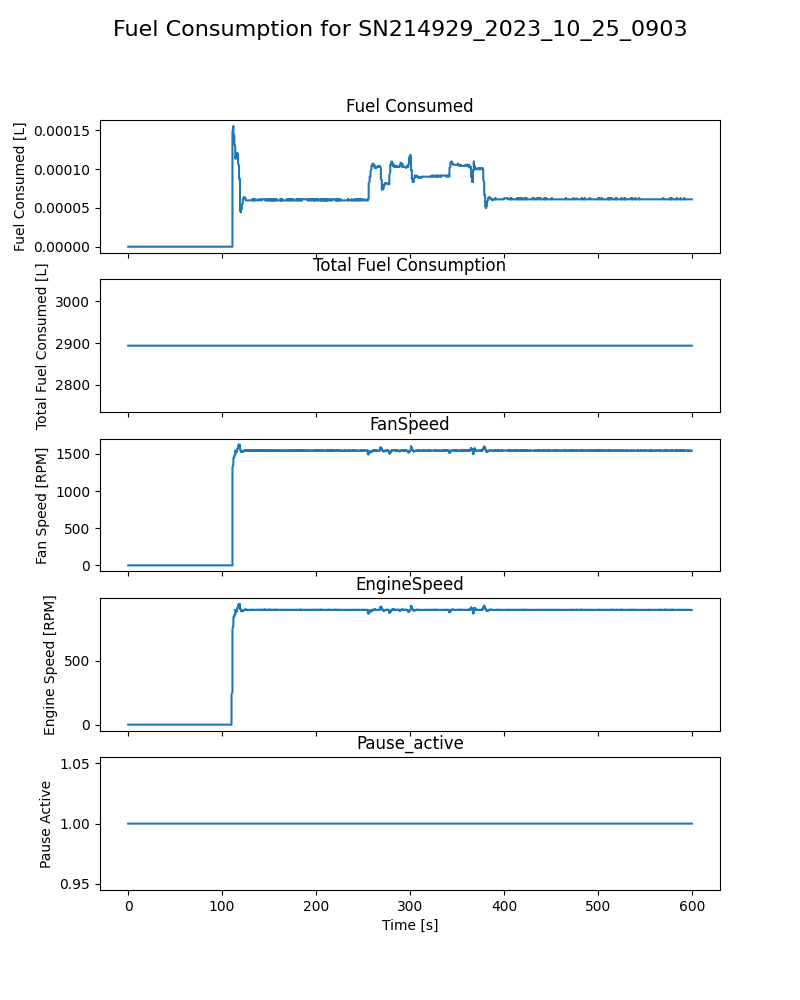 Fuel Consumption for SN214929_2023_10_25_0903
Fuel Consumed
Fuel Consumed [L]
0.00015
0.00010
0.00005
0.00000
Total Fuel Consumption
Total Fuel Consumed [L]
3000
2900
2800
FanSpeed
Fan Speed [RPM]
1500
1000
500
0
EngineSpeed
Engine Speed [RPM]
500
0
Pause_active
Pause Active
1.05
1.00
0.95
0 100 200 300 400 500 600
Time [s]